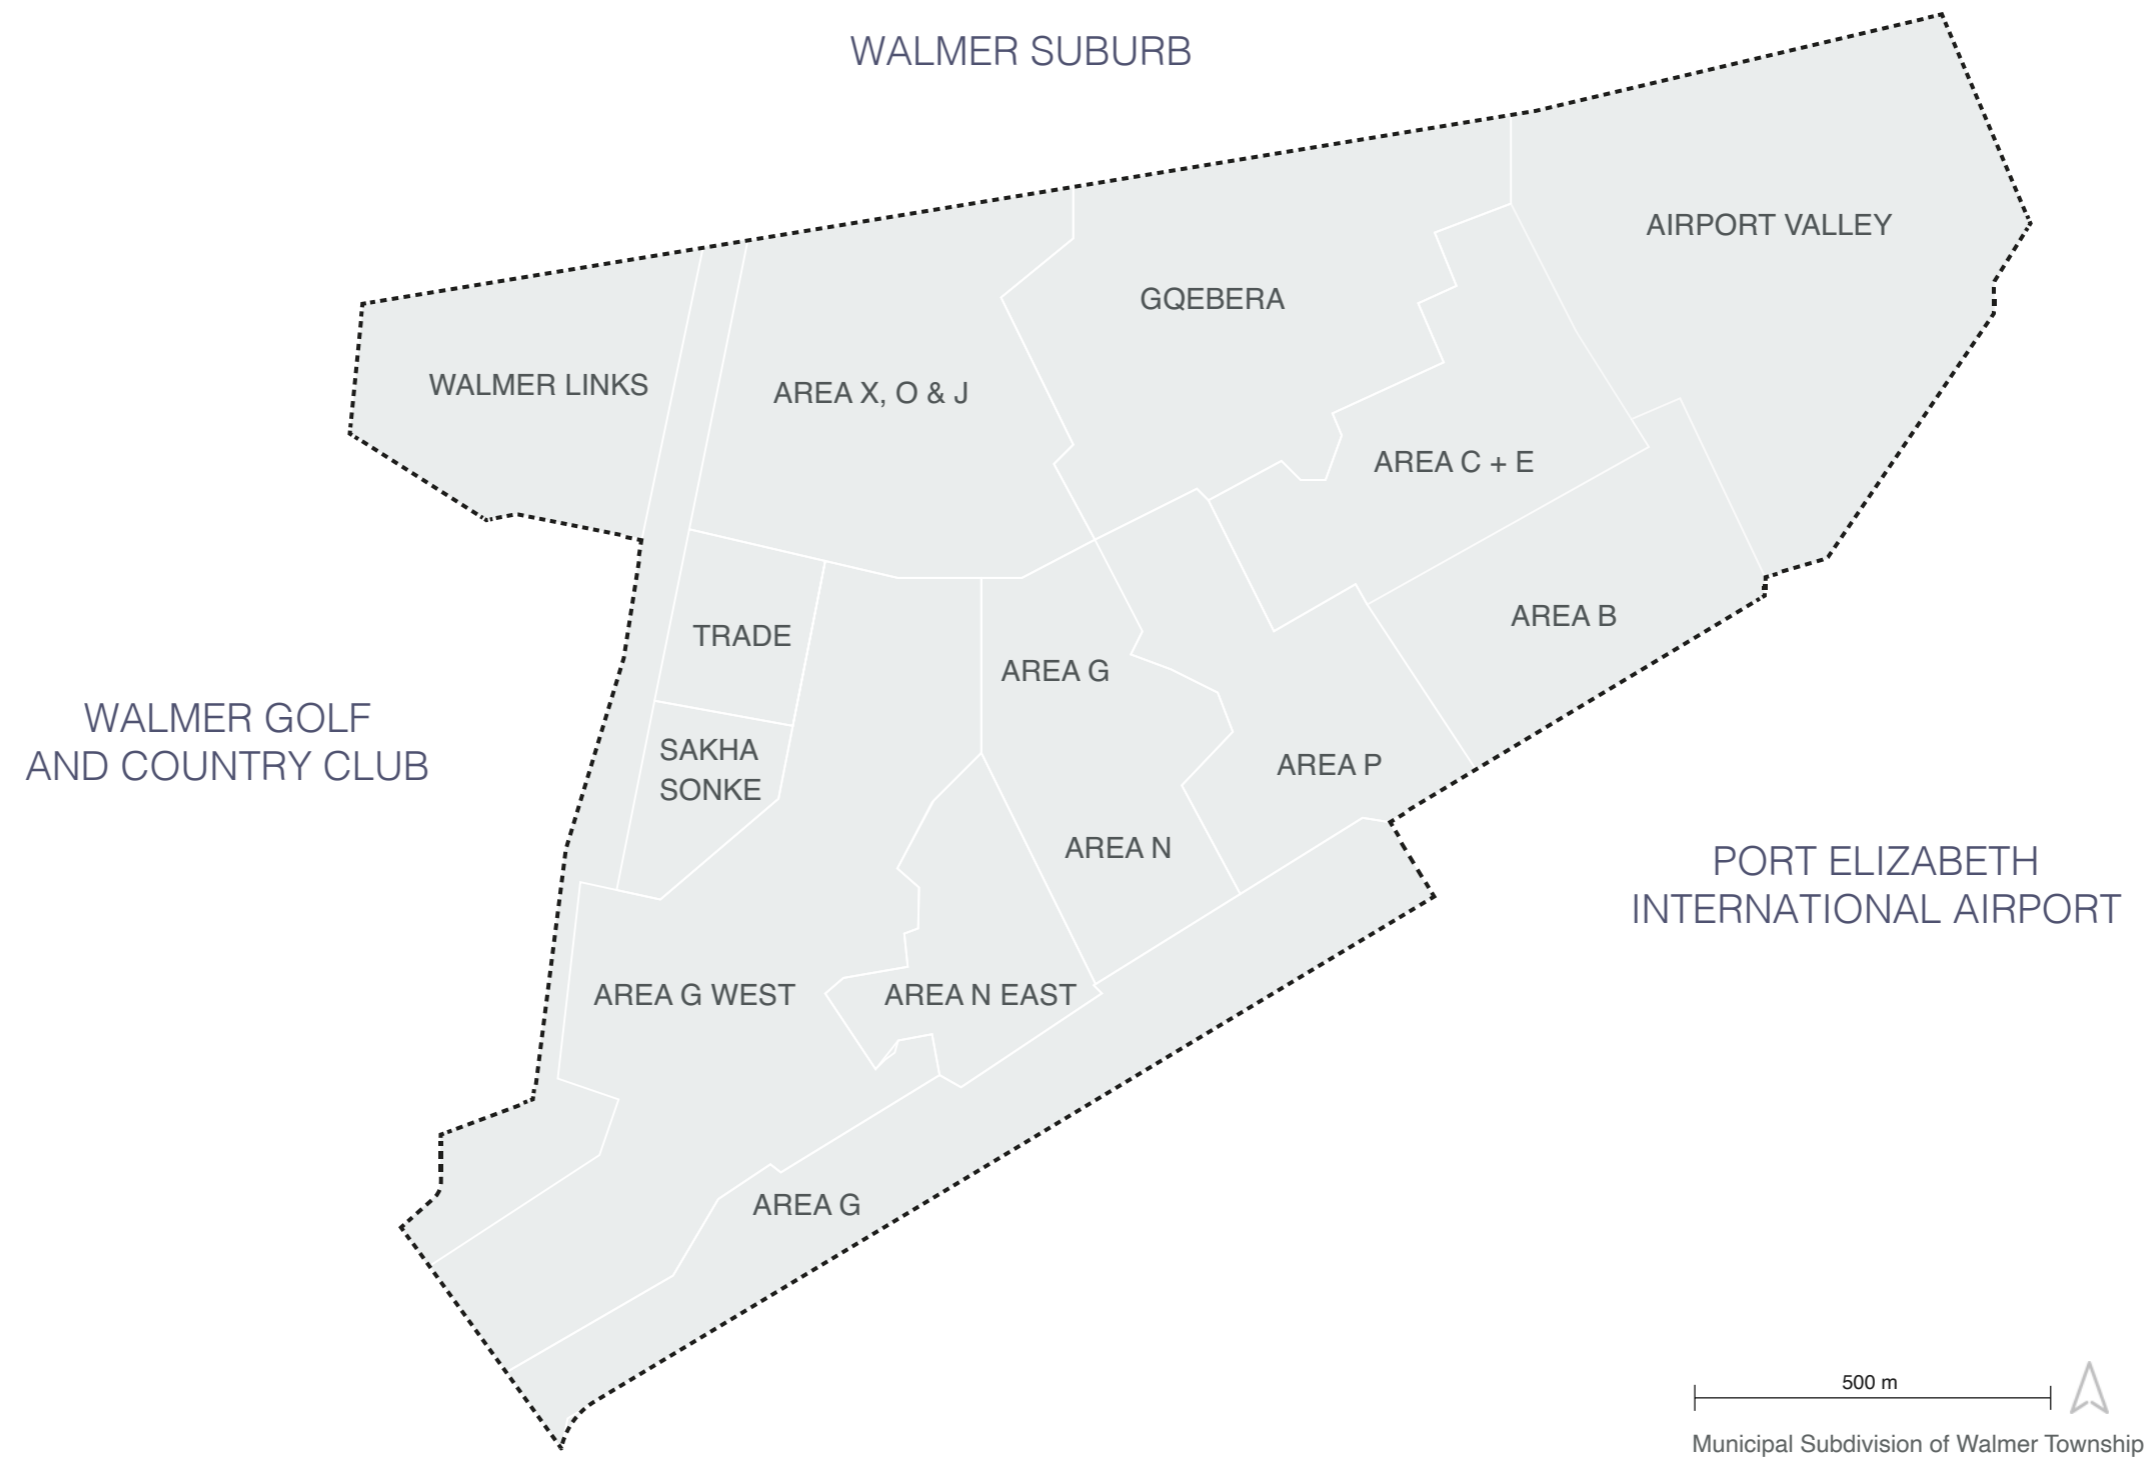 WALMER SUBURB
AIRPORT VALLEY
GQEBERA
WALMER LINKS
AREA X, O & J
AREA C + E
TRADE
AREA B
AREA G
WALMER GOLF
AND COUNTRY CLUB
SAKHA
SONKE
AREA P
AREA N
PORT ELIZABETH
INTERNATIONAL AIRPORT
AREA G WEST
AREA N EAST
AREA G
500 m
Municipal Subdivision of Walmer Township